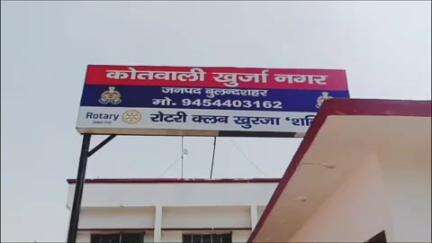 कोतवाली खुर्जा नगर
जनपद बुलन्दशहर
मो. 9454403162
Rotary रोटरी क्लब खुरजा